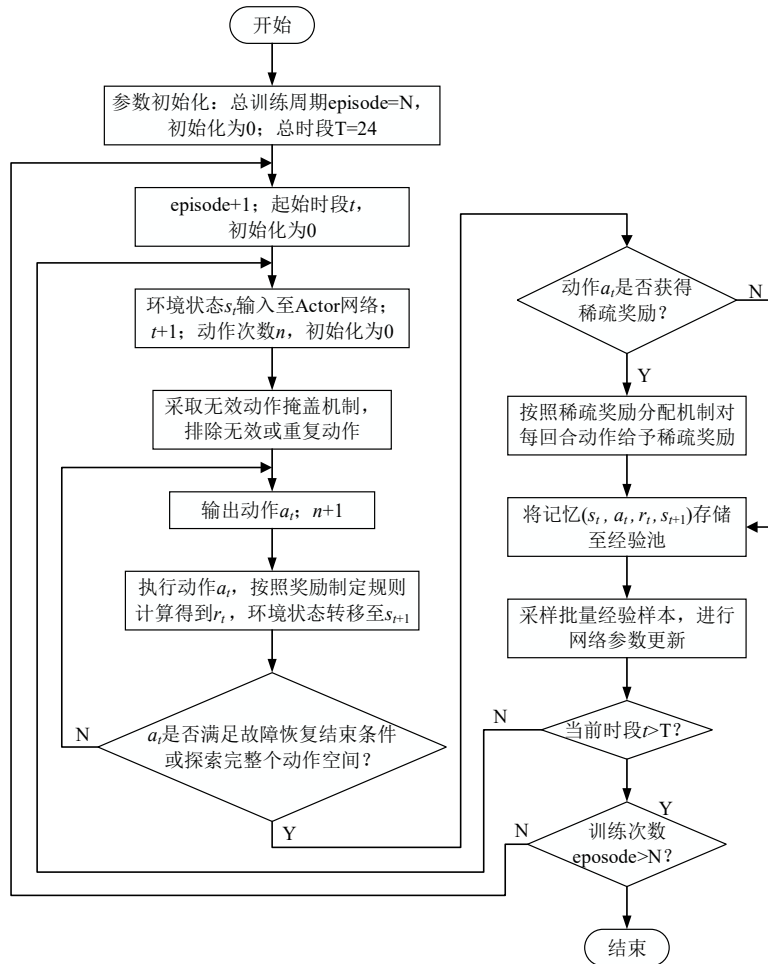 开始
参数初始化：总训练周期episode=N，
初始化为0；总时段T=24
episode+1；起始时段t，
初始化为0
环境状态st输入至Actor网络；
t+1；动作次数n，初始化为0
采取无效动作掩盖机制，
排除无效或重复动作
输出动作at；n+1
执行动作at，按照奖励制定规则
计算得到rt，环境状态转移至st+1
N
at是否满足故障恢复结束条件
或探索完整个动作空间？
Y
动作at是否获得
稀疏奖励？
N
Y
按照稀疏奖励分配机制对
每回合动作给予稀疏奖励
将记忆(st, at, rt, st+1)存储
至经验池
采样批量经验样本，进行
网络参数更新
N
当前时段t>T？
Y
N
训练次数
eposode>N？
结束